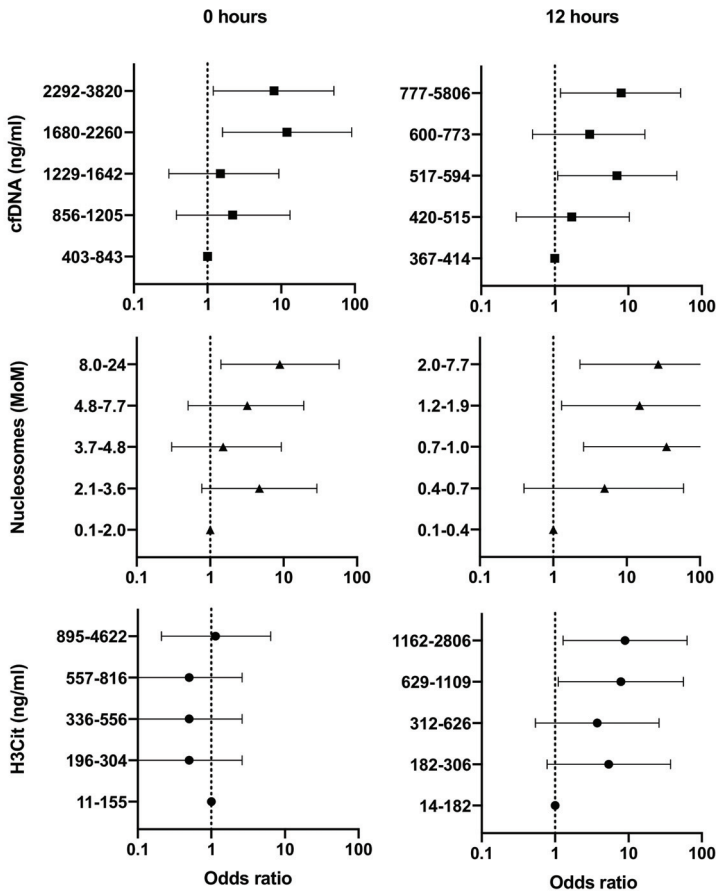 0 hours
12 hours
cfDNA (ng/ml)
2292-3820
1680-2260
1229-1642
856-1205
403-843
0.1 1 10 100
777-5806
600-773
517-594
420-515
367-414
0.1 1 10 100
Nucleosomes (MoM)
8.0-24
4.8-7.7
3.7-4.8
2.1-3.6
0.1-2.0
0.1 1 10 100
2.0-7.7
1.2-1.9
0.7-1.0
0.4-0.7
0.1-0.4
0.1 1 10 100
H3Cit (ng/ml)
895-4622
557-816
336-556
196-304
11-155
0.1 1 10 100
Odds ratio
1162-2806
629-1109
312-626
182-306
14-182
0.1 1 10 100
Odds ratio